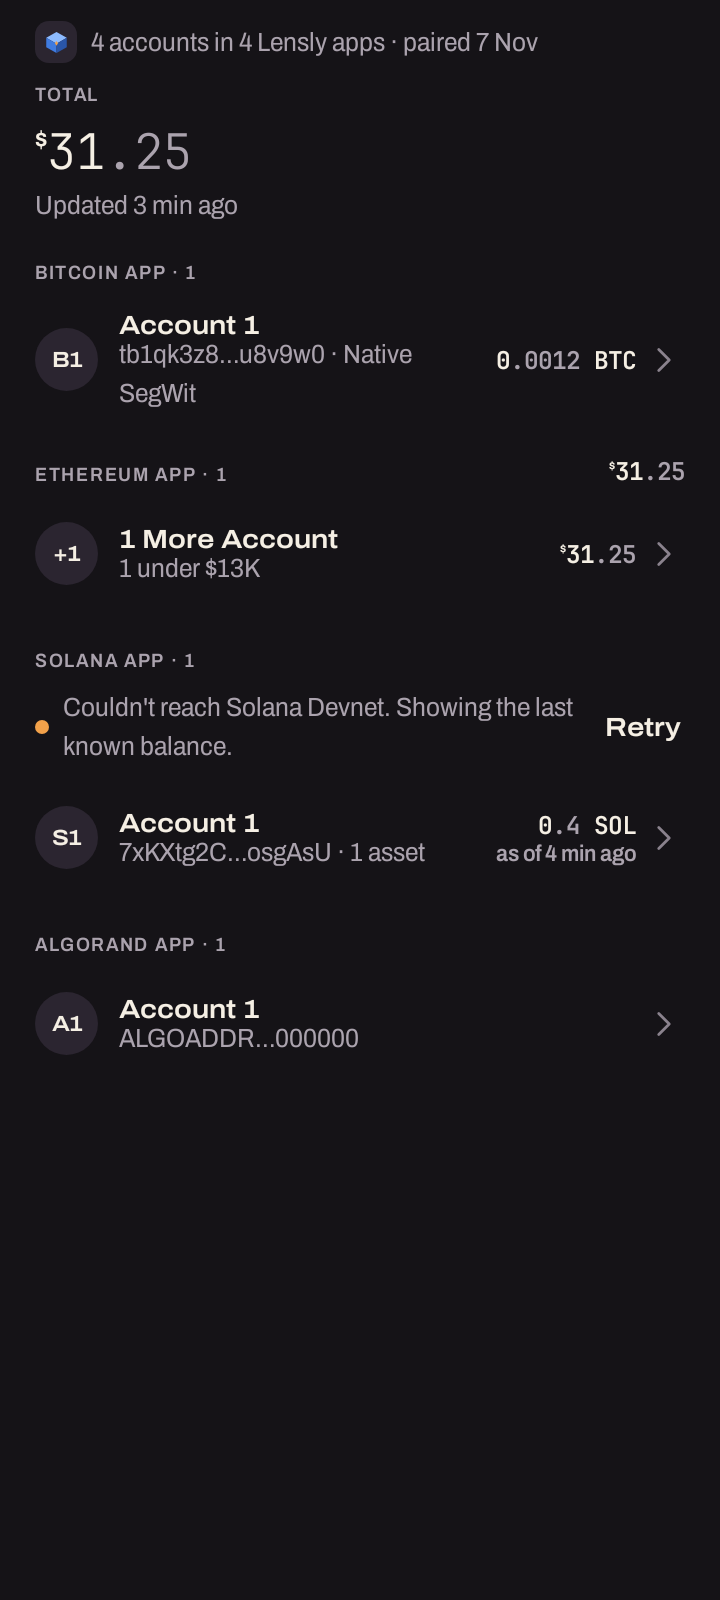 4 accounts in 4 Lensly apps · paired 7 Nov
TOTAL
$31.25
Updated 3 min ago
BITCOIN APP · 1
B1
Account 1
tb1qk3z8…u8v9w0 · Native
SegWit
0.0012 BTC
ETHEREUM APP · 1
$31.25
+1
1 More Account
1 under $13K
$31.25
SOLANA APP · 1
Couldn't reach Solana Devnet. Showing the last
known balance.
Retry
S1
Account 1
7xKXtg2C…osgAsU · 1 asset
0.4 SOL
as of 4 min ago
ALGORAND APP · 1
A1
Account 1
ALGOADDR…000000